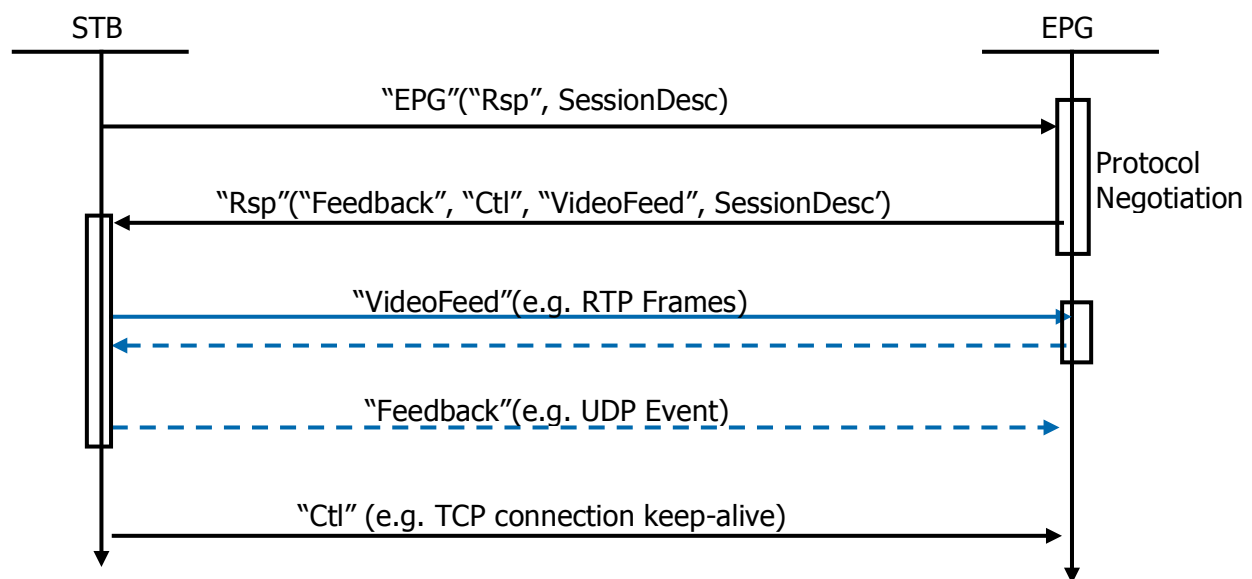 STB
EPG
“EPG”(“Rsp”, SessionDesc)
Protocol
Negotiation
“Rsp”(“Feedback”, “Ctl”, “VideoFeed”, SessionDesc’)
“VideoFeed”(e.g. RTP Frames)
“Feedback”(e.g. UDP Event)
“Ctl” (e.g. TCP connection keep-alive)